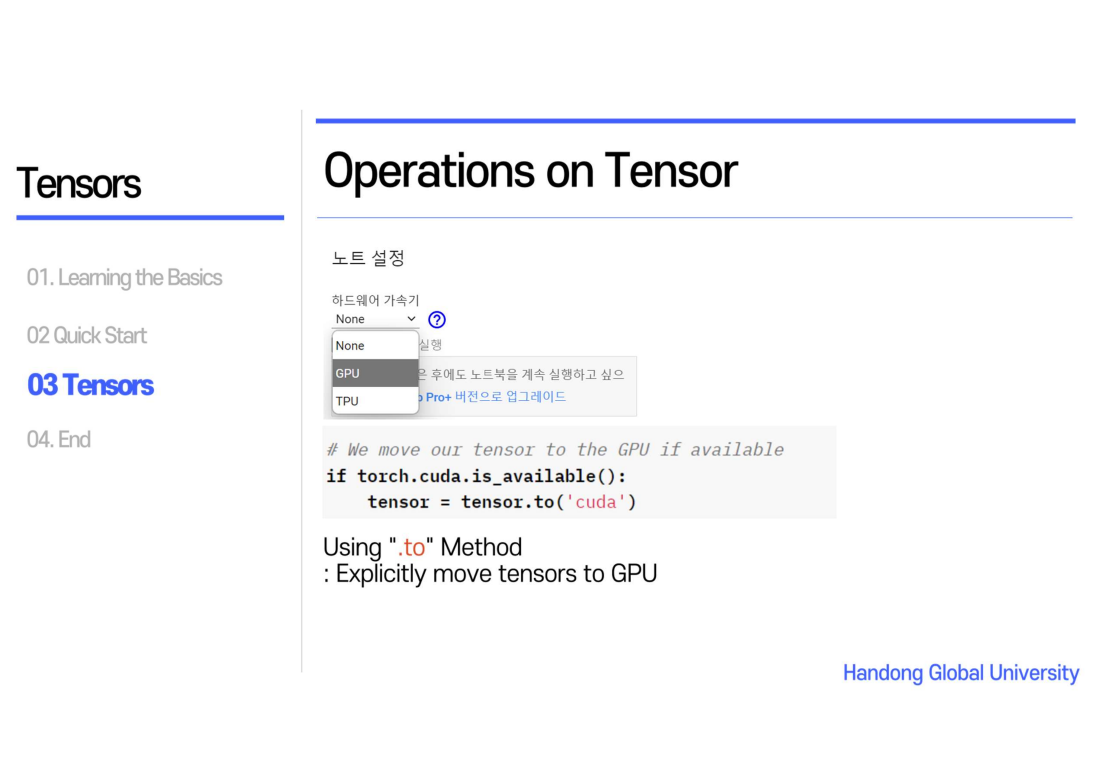 Tensors
01. Learning the Basics
02 Quick Start
03 Tensors
04. End
Operations on Tensor
노트 설정
하드웨어 가속기
None
None
실행
GPU
후에도 노트북을 계속 실행하고 싶으
Pro+ 버전으로 업그레이드
TPU
# We move our tensor to the GPU if available
if torch.cuda.is_available():
tensor = tensor.to('cuda')
Using ".to" Method
: Explicitly move tensors to GPU
Handong Global University